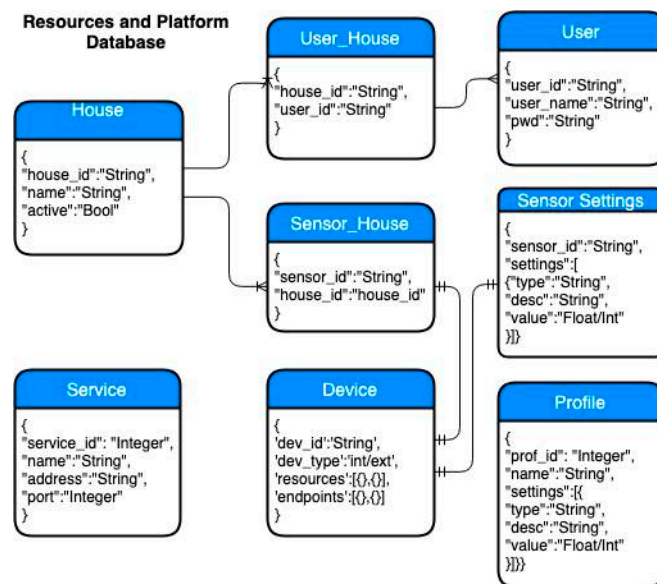 Resources and Platform
Database
User_House
{
"house_id":"String",
"user_id":"String"
}
User
{
"user_id":"String",
"user_name":"String",
"pwd":"String"
}
House
{
"house_id":"String",
"name":"String",
"active":"Bool"
}
Sensor_House
{
"sensor_id":"String",
"house_id":"house_id"
}
Sensor Settings
{
"sensor_id":"String",
"settings":[
{"type":"String",
"desc":"String",
"value":"Float/Int"
}]}
Service
{
"service_id": "Integer",
"name":"String",
"address":"String",
"port":"Integer"
}
Device
{
'dev_id':'String',
'dev_type':'int/ext',
'resources':[{},{}],
'endpoints':[{},{}]
}
Profile
{
"prof_id": "Integer",
"name":"String",
"settings":[{
"type":"String",
"desc":"String",
"value":"Float/Int"
}]}}